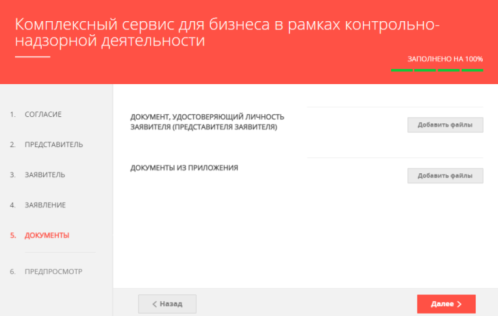 Комплексный сервис для бизнеса в рамках контрольно-
надзорной деятельности
ЗАПОЛНЕНО НА 100%
1. СОГЛАСИЕ
2. ПРЕДСТАВИТЕЛЬ
3. ЗАЯВИТЕЛЬ
4. ЗАЯВЛЕНИЕ
5. ДОКУМЕНТЫ
6. ПРЕДПРОСМОТР
ДОКУМЕНТ, УДОСТОВЕРЯЮЩИЙ ЛИЧНОСТЬ
ЗАЯВИТЕЛЯ (ПРЕДСТАВИТЕЛЯ ЗАЯВИТЕЛЯ)
Добавить файлы
ДОКУМЕНТЫ ИЗ ПРИЛОЖЕНИЯ
Добавить файлы
Назад
Далее